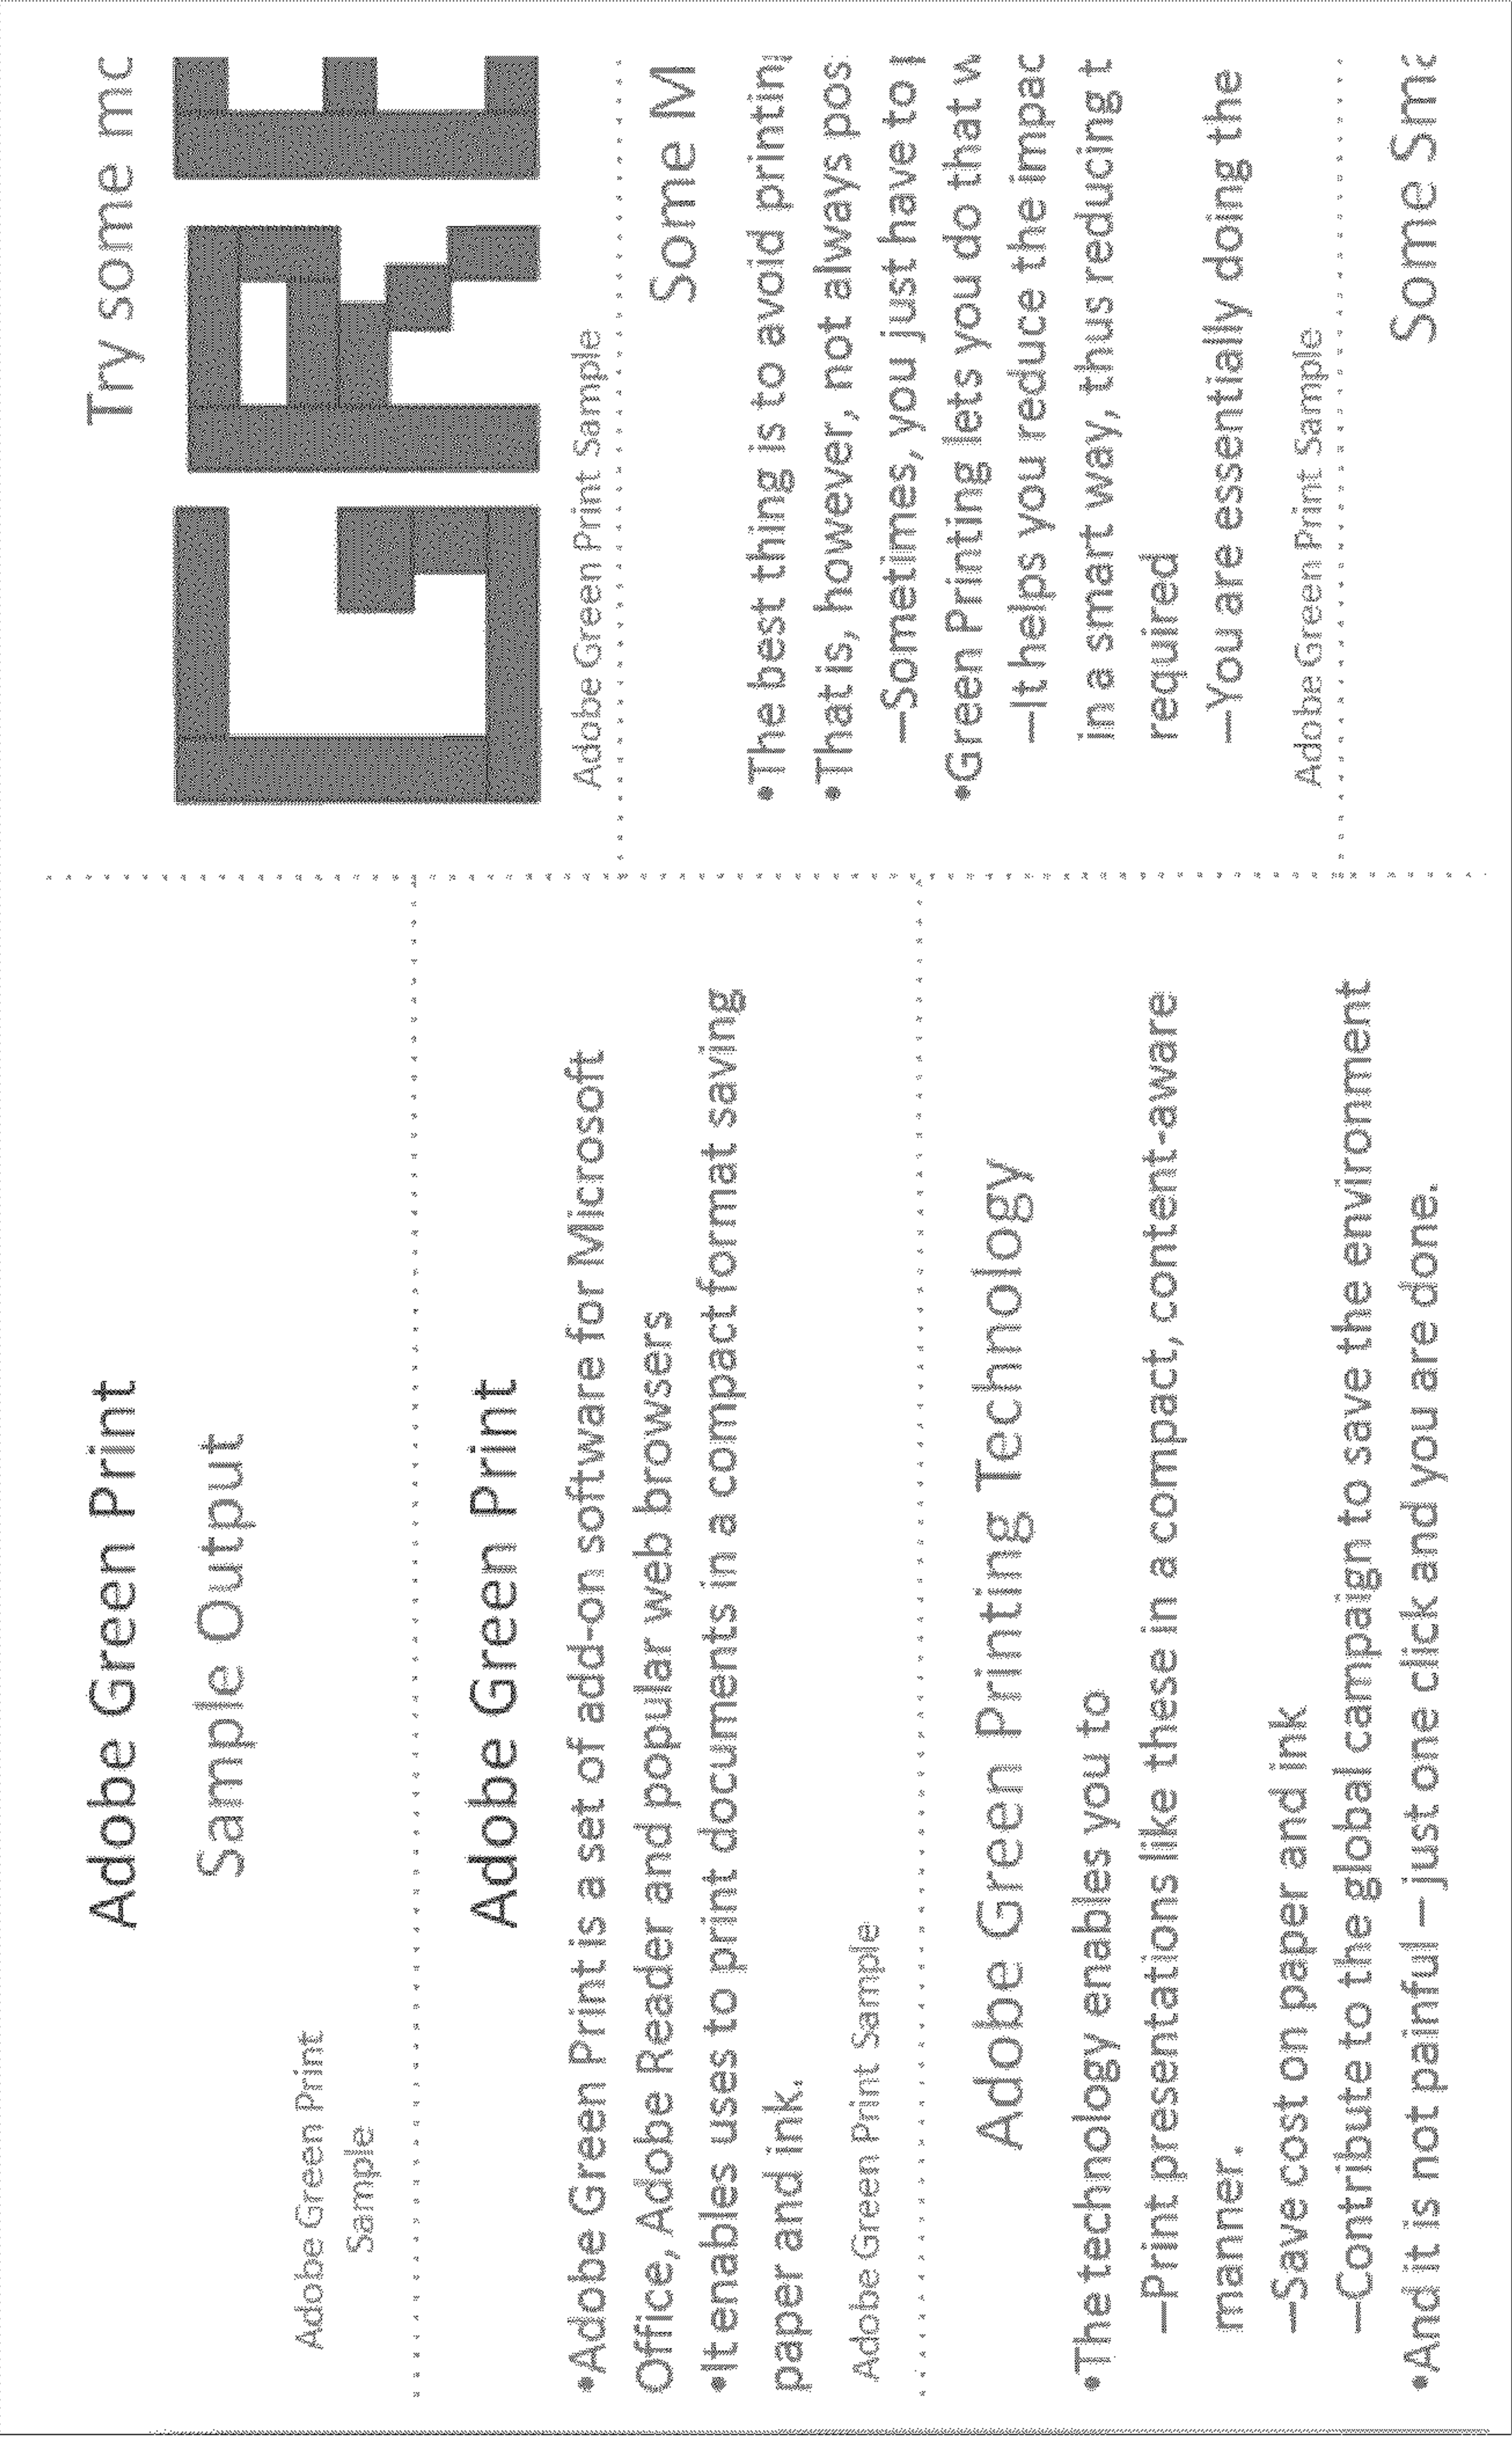 Adobe Green Print
Sample Output
Adobe Green Print
Sample
Adobe Green Print
•Adobe Green Print is a set of add-on software for Microsoft
Office, Adobe Reader and popular web browsers
•It enables uses to print documents in a compact format saving
paper and ink.
Adobe Green Print Sample
Adobe Green Printing Technology
•The technology enables you to
–Print presentations like these in a compact, content-aware
manner.
–Save cost on paper and ink
–Contribute to the global campaign to save the environment
•And it is not painful – just one click and you are done.
Try some mo
GRE
Adobe Green Print Sample
Some M
•The best thing is to avoid printing
•That is, however, not always pos
–Sometimes, you just have to p
•Green Printing lets you do that w
–It helps you reduce the impac
in a smart way, thus reducing t
required
–You are essentially doing the
Adobe Green Print Sample
Some Sma